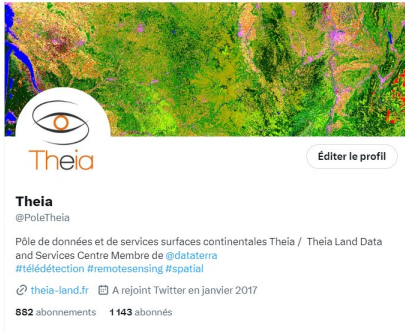 Theia
Éditer le profil
Theia
@PoleTheia
Pôle de données et de services surfaces continentales Theia / Theia Land Data
and Services Centre Membre de @dataterra
#télédétection #remotesensing #spatial
theia-land.fr A rejoint Twitter en janvier 2017
882 abonnements 1 143 abonnés